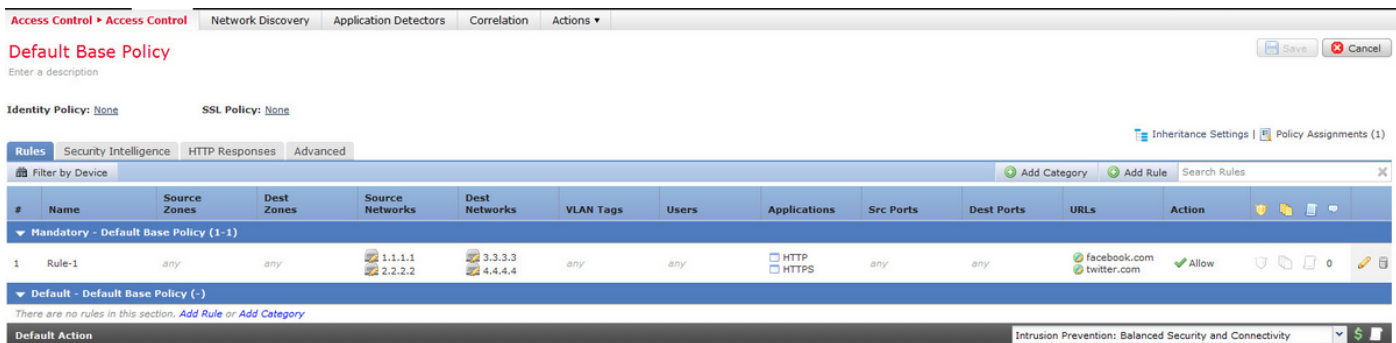 Access Control ▸ Access Control Network Discovery Application Detectors Correlation Actions ▾
Default Base Policy
Save Cancel
Enter a description
Identity Policy: None SSL Policy: None
Inheritance Settings | Policy Assignments (1)
Rules Security Intelligence HTTP Responses Advanced
Filter by Device Add Category Add Rule Search Rules
# Name Source Zones Dest Zones Source Networks Dest Networks VLAN Tags Users Applications Src Ports Dest Ports URLs Action
Mandatory - Default Base Policy (1-1)
1 Rule-1 any any 1.1.1.1 3.3.3.3 any any HTTP any any facebook.com Allow 0
2.2.2.2 4.4.4.4 HTTPS twitter.com
Default - Default Base Policy (-)
There are no rules in this section. Add Rule or Add Category
Default Action Intrusion Prevention: Balanced Security and Connectivity $